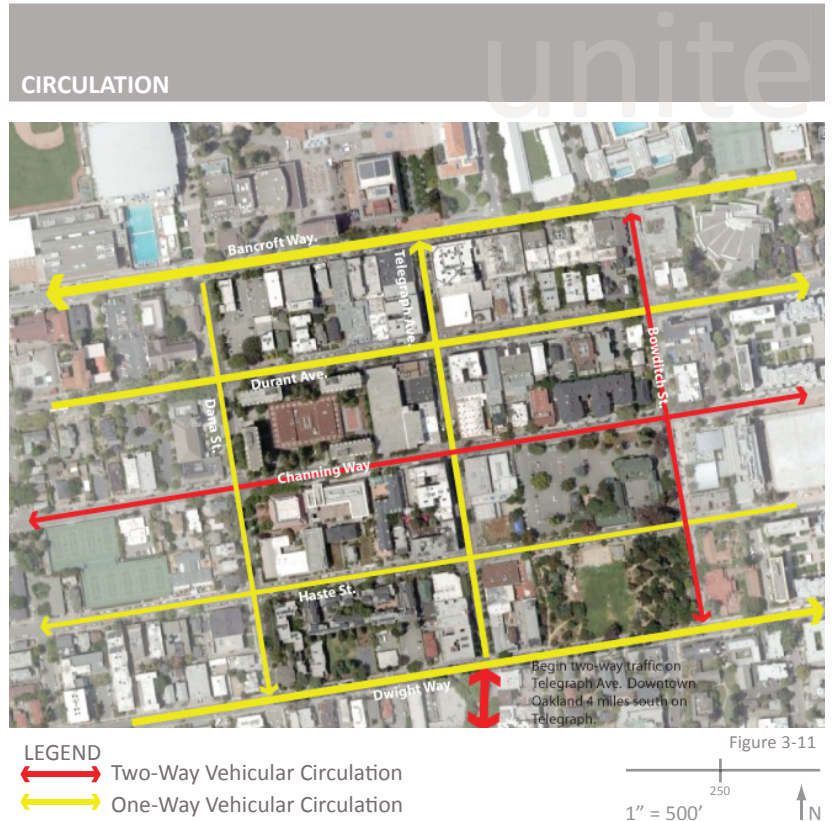 unite
CIRCULATION
Bancroft Way.
Telegraph Ave.
Durant Ave.
Bowditch St.
Dana St.
Channing Way
Haste St.
Dwight Way
Begin two-way traffic on
Telegraph Ave. Downtown
Oakland 4 miles south on
Telegraph.
Figure 3-11
LEGEND
Two-Way Vehicular Circulation
One-Way Vehicular Circulation
250
1” = 500’
N